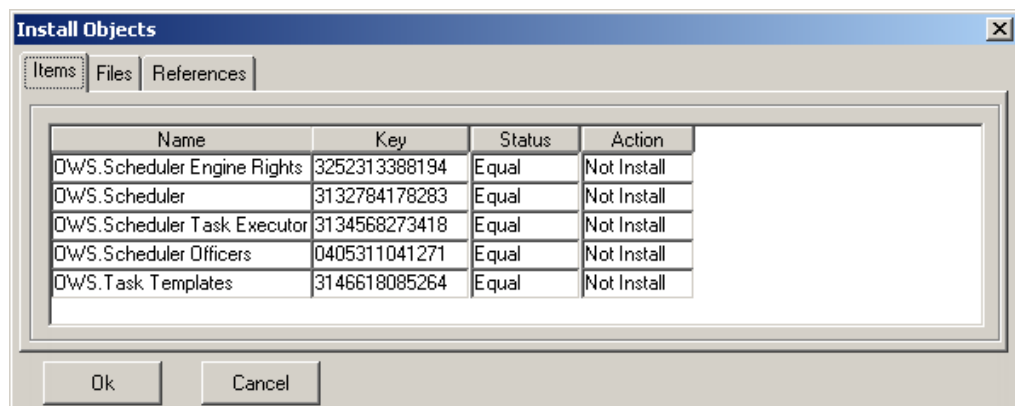 Install Objects
Items Files References
Name Key Status Action
OWS.Scheduler Engine Rights 3252313388194 Equal Not Install
OWS.Scheduler 3132784178283 Equal Not Install
OWS.Scheduler Task Executor 3134568273418 Equal Not Install
OWS.Scheduler Officers 0405311041271 Equal Not Install
OWS.Task Templates 3146618085264 Equal Not Install
Ok Cancel